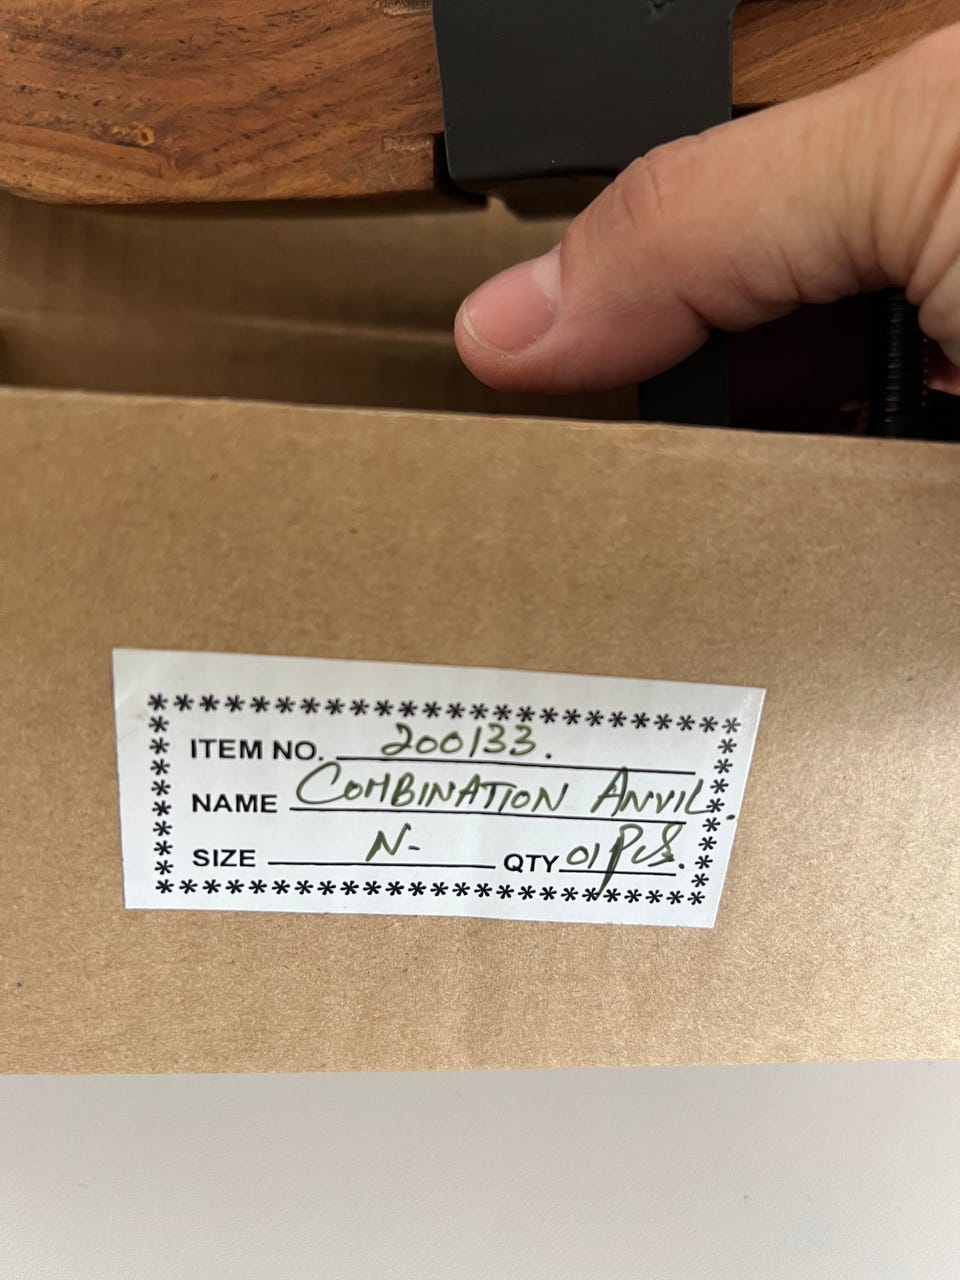 ITEM NO. 200133.
NAME COMBINATION ANVIL.
SIZE N- QTY 01 PCS.